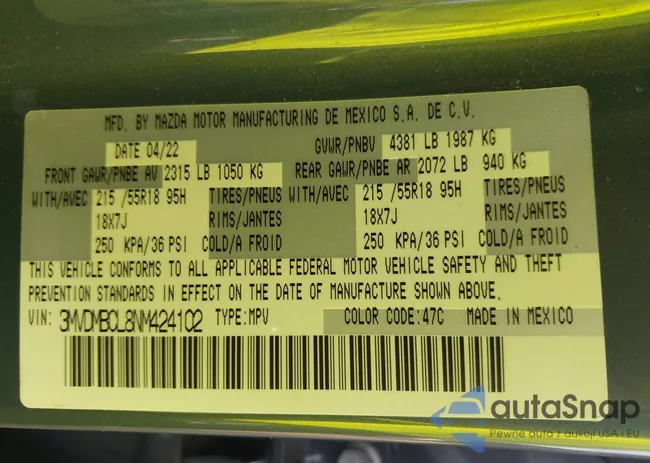 MFD. BY MAZDA MOTOR MANUFACTURING DE MEXICO S.A. DE C.V.
DATE 04/22 GVWR/PNBV 4381 LB 1987 KG
FRONT GAWR/PNBE AV 2315 LB 1050 KG REAR GAWR/PNBE AR 2072 LB 940 KG
WITH/AVEC 215 /55R18 95H TIRES/PNEUS WITH/AVEC 215 /55R18 95H TIRES/PNEUS
18X7J RIMS/JANTES 18X7J RIMS/JANTES
250 KPA/36 PSI COLD/A FROID 250 KPA/36 PSI COLD/A FROID
THIS VEHICLE CONFORMS TO ALL APPLICABLE FEDERAL MOTOR VEHICLE SAFETY AND THEFT
PREVENTION STANDARDS IN EFFECT ON THE DATE OF MANUFACTURE SHOWN ABOVE.
VIN: 3MVDMBCL8NM424102 TYPE:MPV COLOR CODE:47C MADE IN MEXICO
autaSnap
Pewne auta z aukcji USA i EU